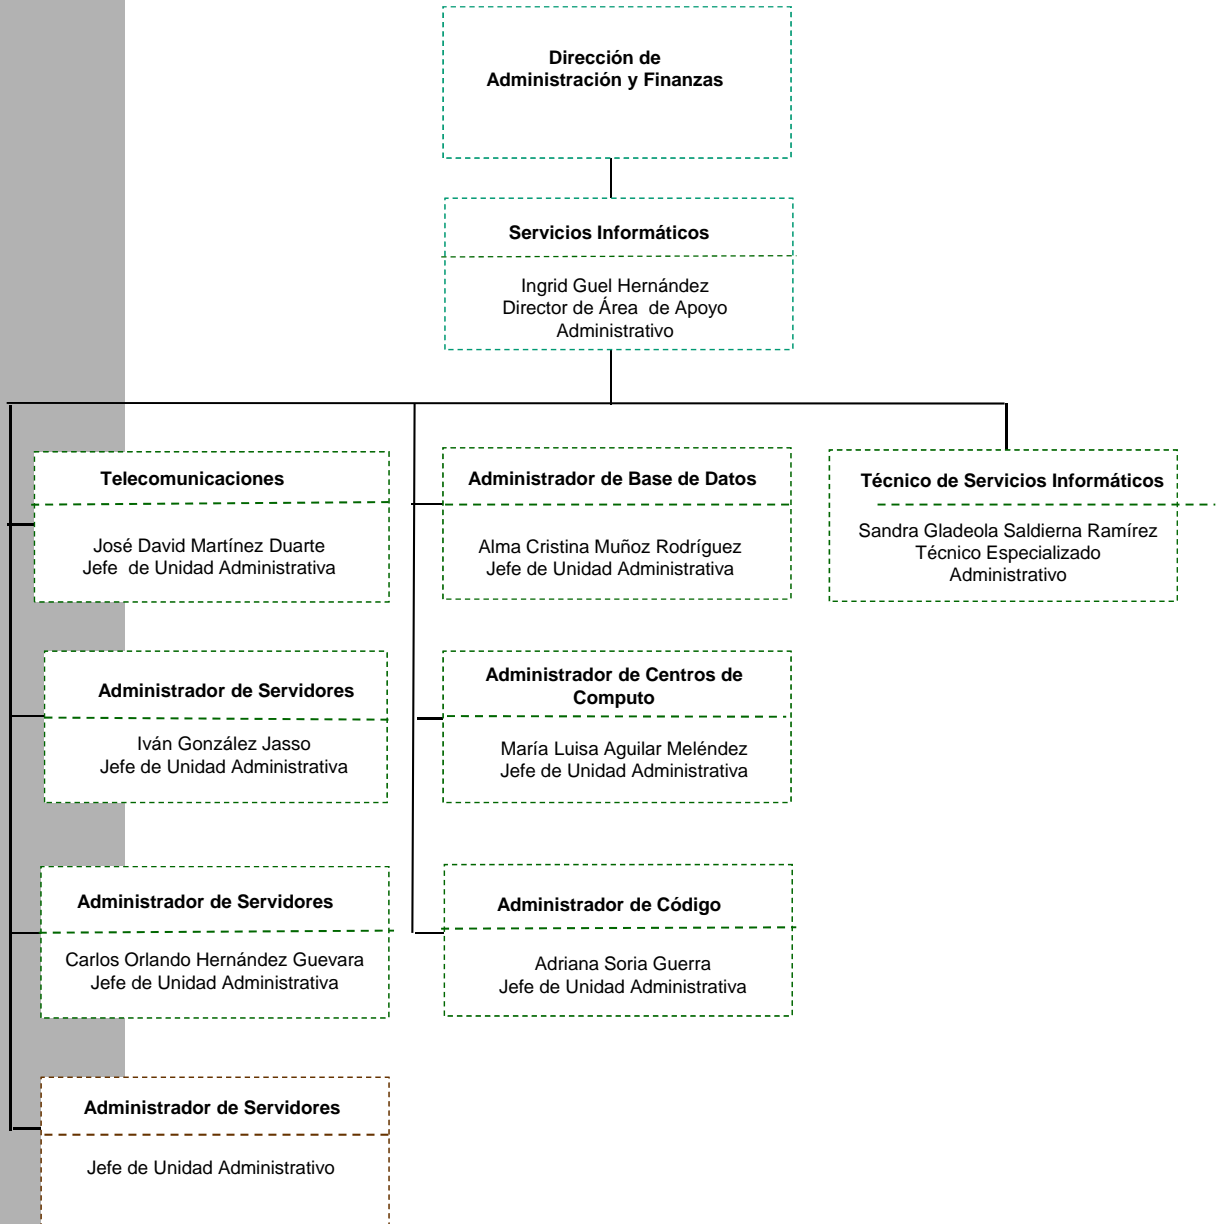 Dirección de
Administración y Finanzas
Servicios Informáticos
Ingrid Guel Hernández
Director de Área de Apoyo
Administrativo
Telecomunicaciones
José David Martínez Duarte
Jefe de Unidad Administrativa
Administrador de Base de Datos
Alma Cristina Muñoz Rodríguez
Jefe de Unidad Administrativa
Técnico de Servicios Informáticos
Sandra Gladeola Saldierna Ramírez
Técnico Especializado
Administrativo
Administrador de Servidores
Iván González Jasso
Jefe de Unidad Administrativa
Administrador de Centros de
Computo
María Luisa Aguilar Meléndez
Jefe de Unidad Administrativa
Administrador de Servidores
Carlos Orlando Hernández Guevara
Jefe de Unidad Administrativa
Administrador de Código
Adriana Soria Guerra
Jefe de Unidad Administrativa
Administrador de Servidores
Jefe de Unidad Administrativo